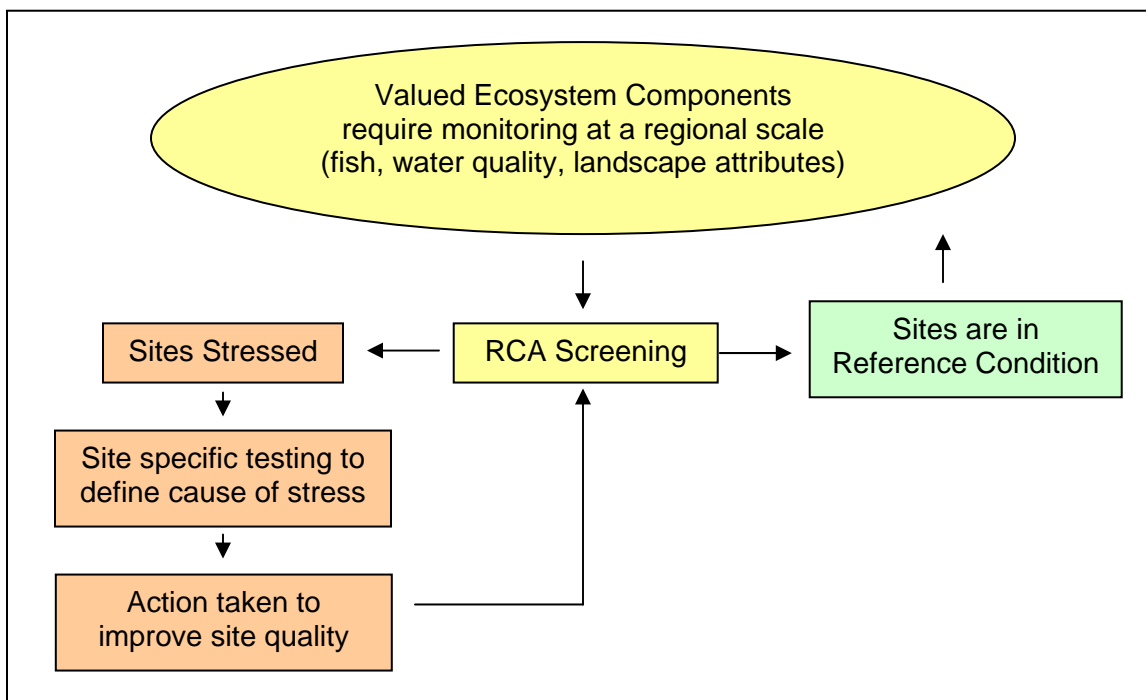 Valued Ecosystem Components
require monitoring at a regional scale
(fish, water quality, landscape attributes)
Sites Stressed
RCA Screening
Sites are in
Reference Condition
Site specific testing to
define cause of stress
Action taken to
improve site quality